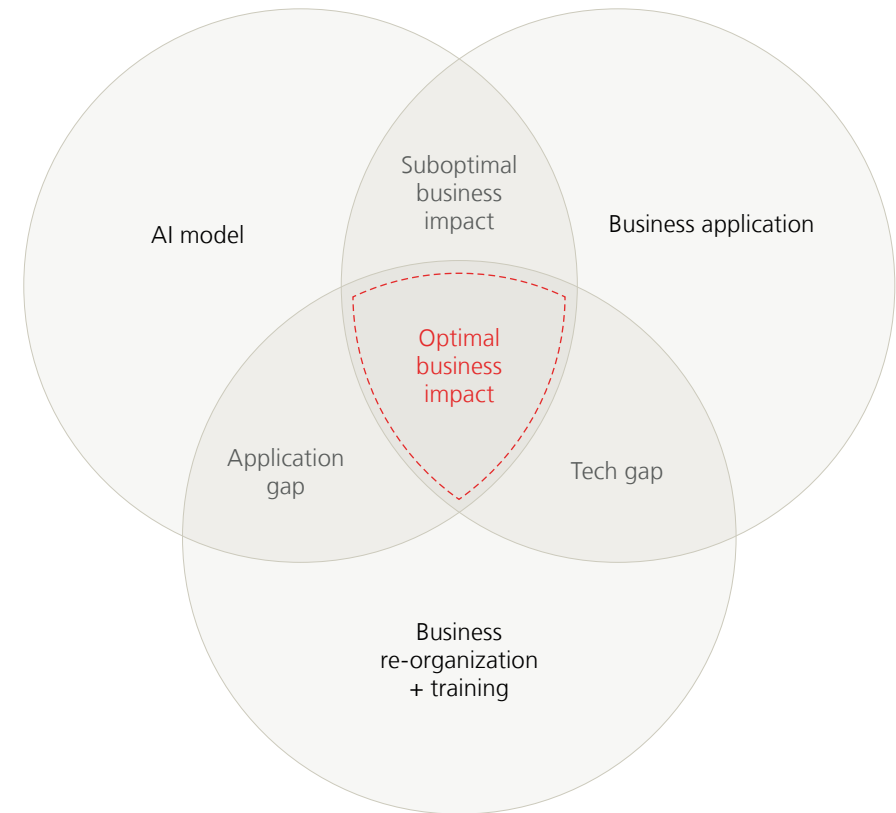 Suboptimal
business
impact
AI model
Business application
Optimal
business
impact
Application
gap
Tech gap
Business
re-organization
+ training